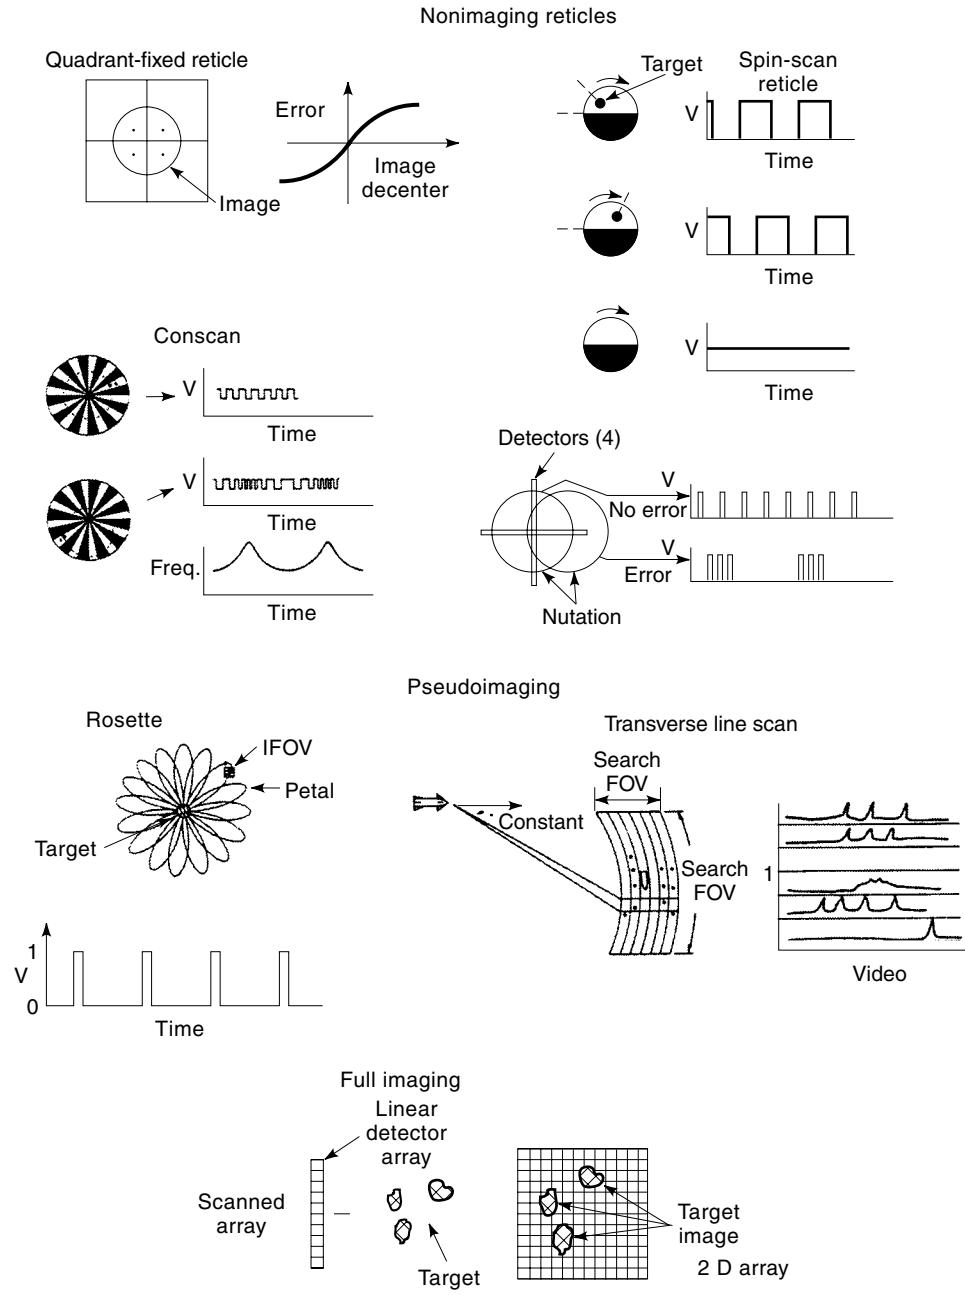 Nonimaging reticles
Quadrant-fixed reticle
Error
Image
decenter
Image
Target
Spin-scan
reticle
V
Time
V
Time
V
Time
Conscan
V
Time
V
Time
Freq.
Time
Detectors (4)
V
No error
V
Error
Nutation
Pseudoimaging
Rosette
IFOV
Petal
Target
1
V
0
Time
Transverse line scan
Search
FOV
Constant
Search
FOV
1
Video
Full imaging
Linear
detector
array
Scanned
array
Target
Target
image
2 D array